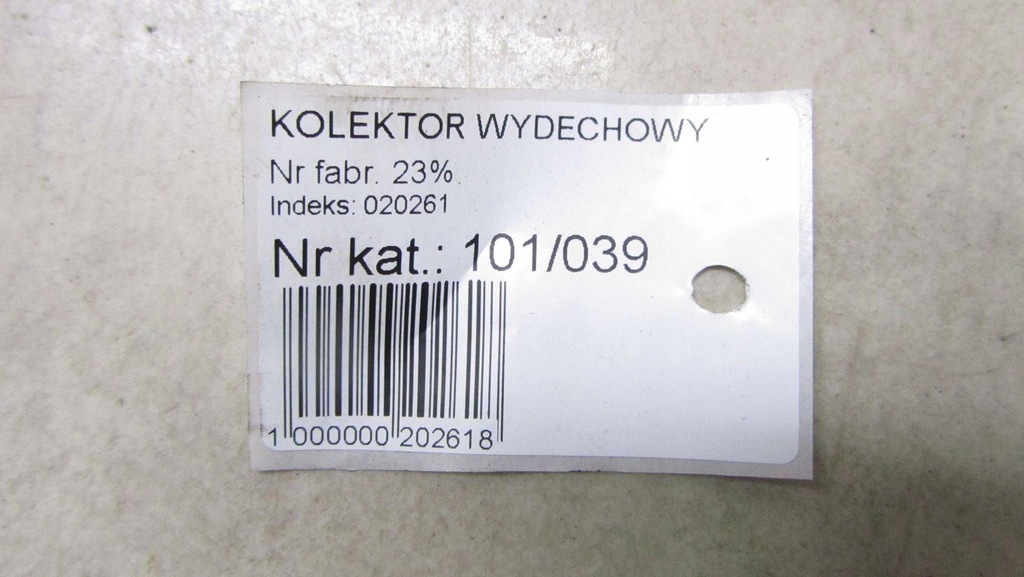 KOLEKTOR WYDECHOWY
Nr fabr. 23%
Indeks: 020261
Nr kat.: 101/039
1 000000 202618